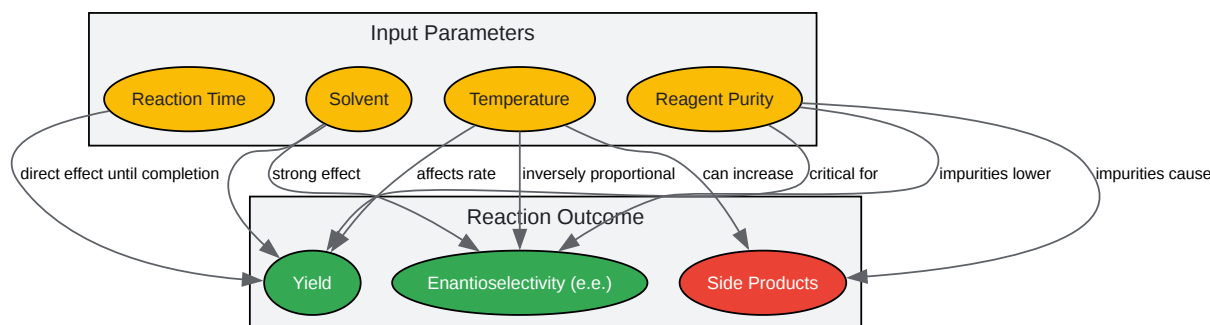 Input Parameters
Reaction Time
Solvent
Temperature
Reagent Purity
direct effect until completion
strong effect
affects rate
inversely proportional
can increase
critical for
impurities lower
impurities cause
Reaction Outcome
Yield
Enantioselectivity (e.e.)
Side Products